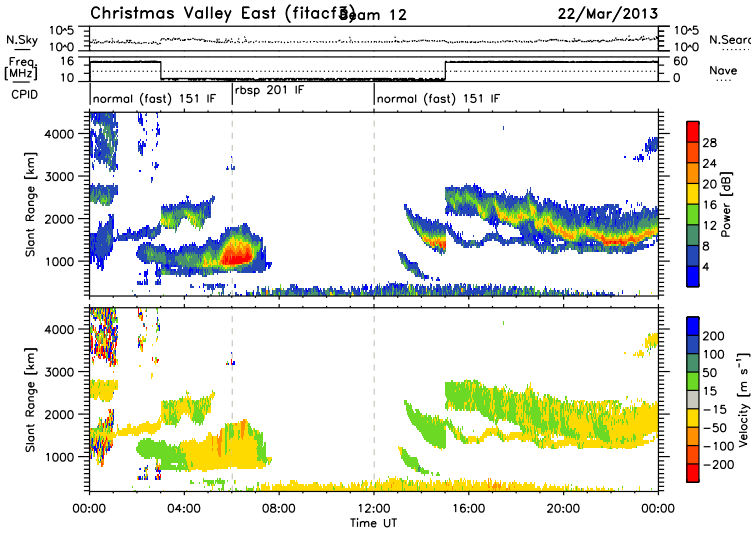 Christmas Valley East (fitacf3) Beam 12
22/Mar/2013
N.Sky
10^5
10^0
10^5
10^0
N.Searc
Freq.
[MHz]
16
10
60
0
Nave
CPID
normal (fast) 151 IF
rbsp 201 IF
normal (fast) 151 IF
Slant Range [km]
4000
3000
2000
1000
28
24
20
16
12
8
4
Power [dB]
Slant Range [km]
4000
3000
2000
1000
200
100
50
15
-15
-50
-100
-200
Velocity [m s⁻¹]
00:00
04:00
08:00
12:00
16:00
20:00
00:00
Time UT